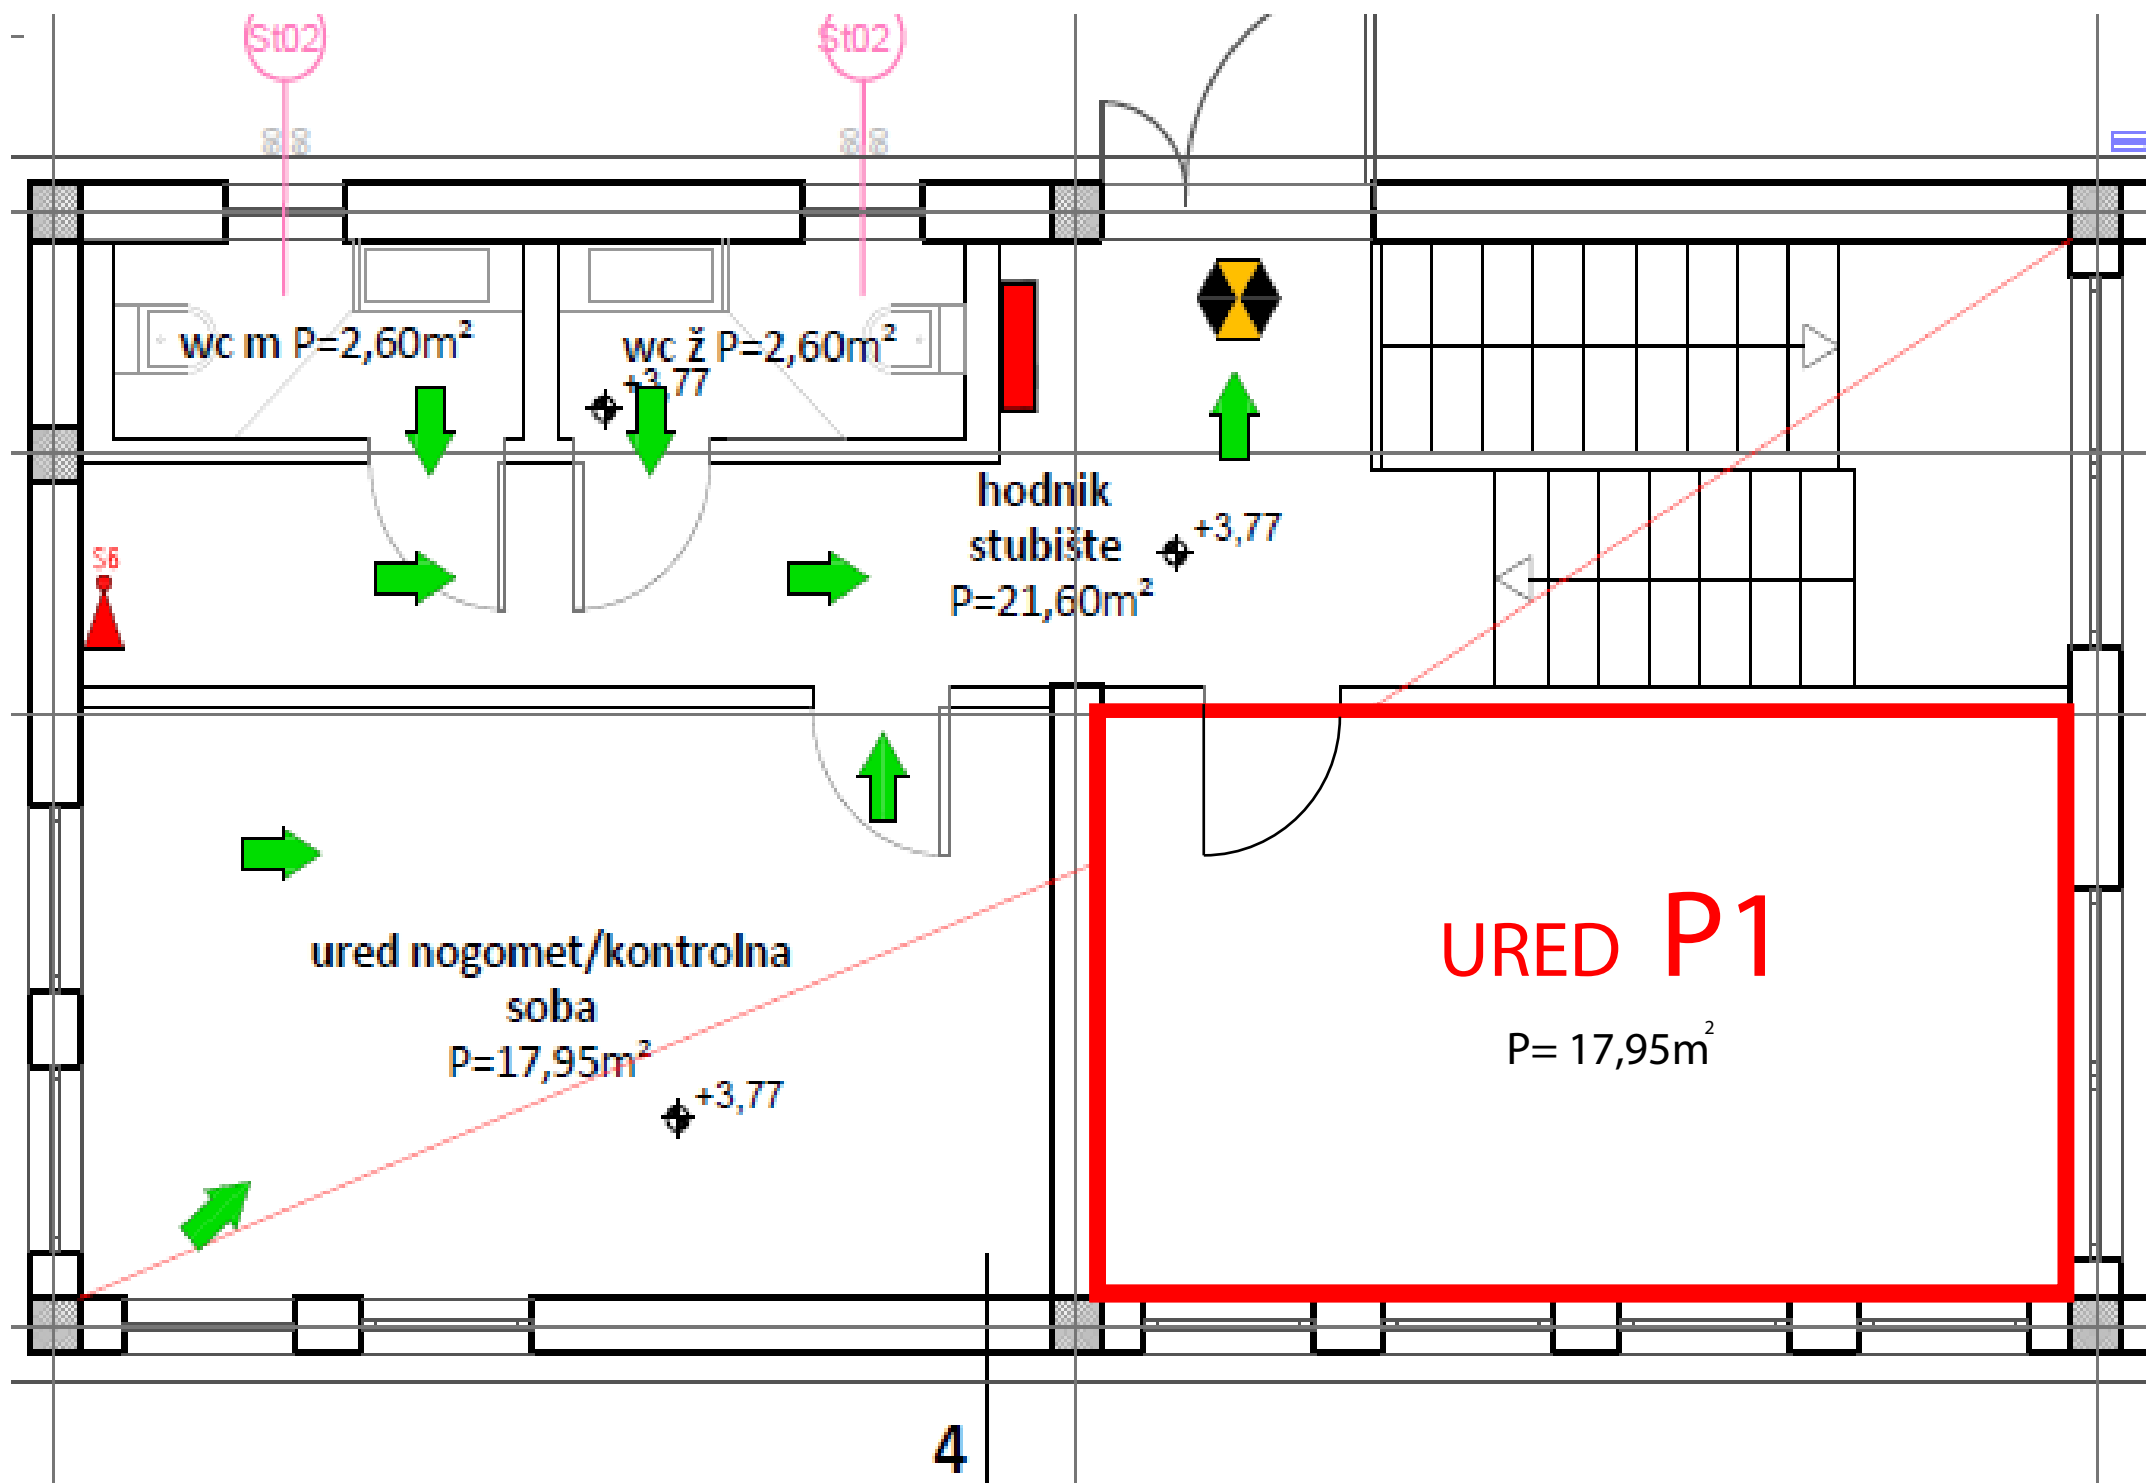 St02
St02
wc m P=2,60m²
wc ž P=2,60m²
+3,77
hodnik
stubište
P=21,60m²
+3,77
S6
ured nogomet/kontrolna
soba
P=17,95m²
+3,77
URED P1
P= 17,95m²
4